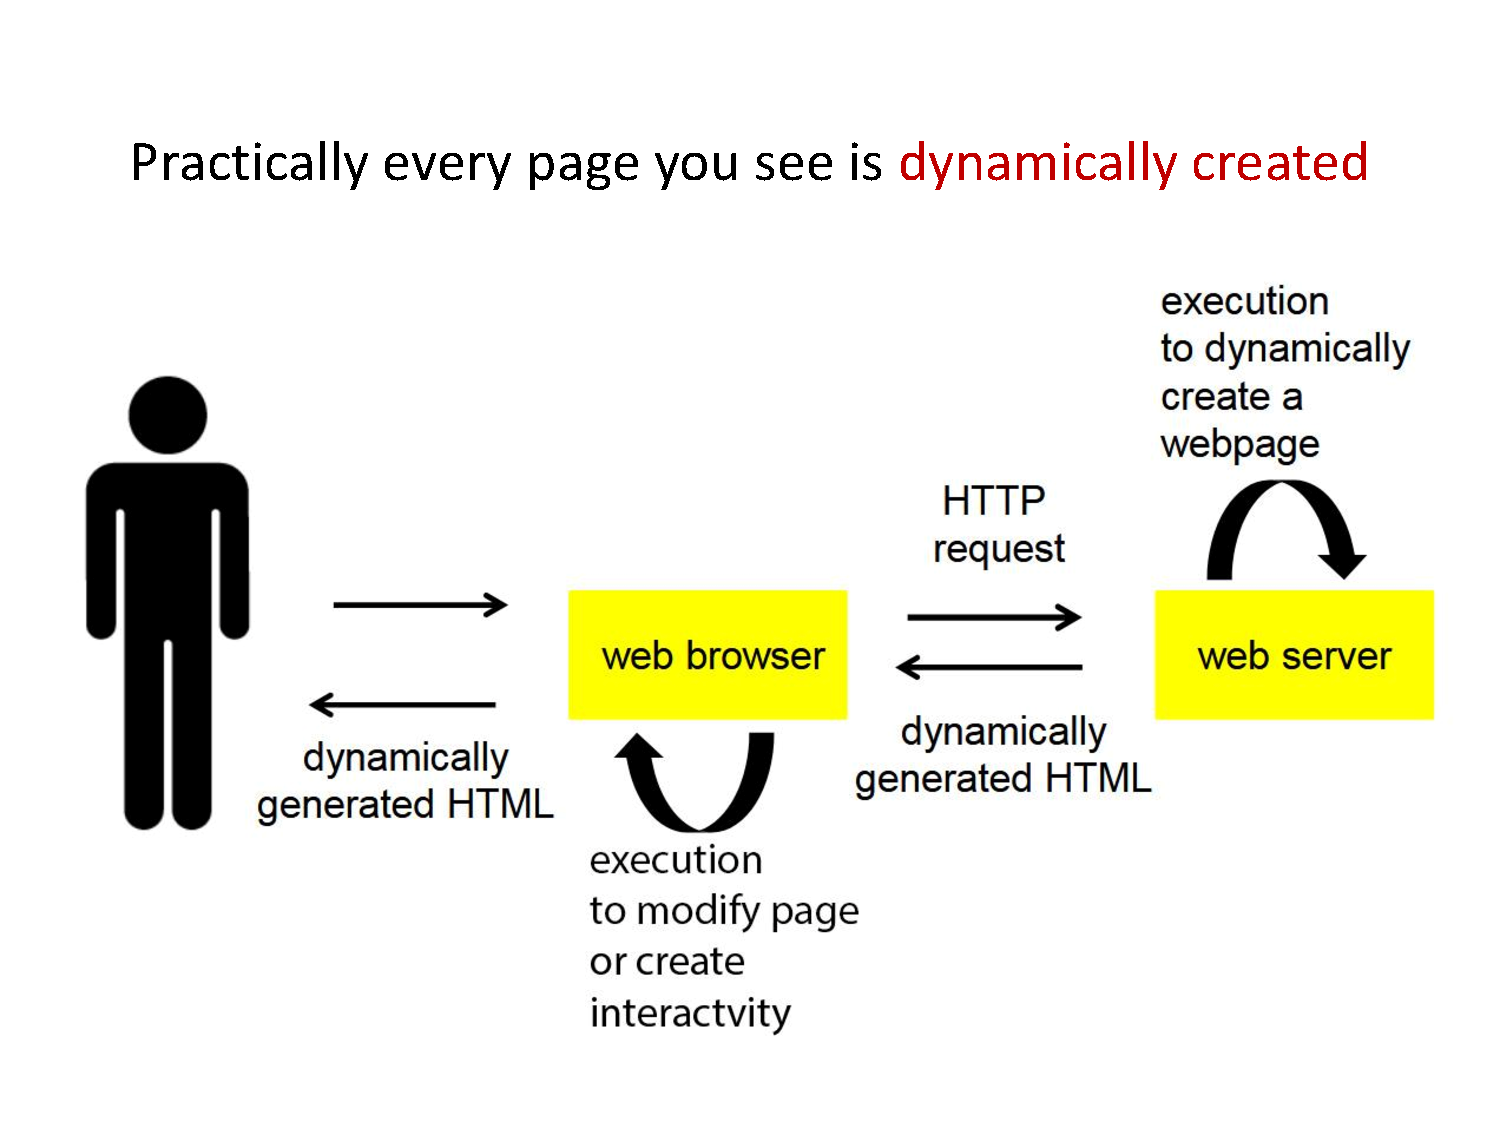 Practically every page you see is dynamically created
execution
to dynamically
create a
webpage
HTTP
request
web browser
web server
dynamically
generated HTML
dynamically
generated HTML
execution
to modify page
or create
interactvity